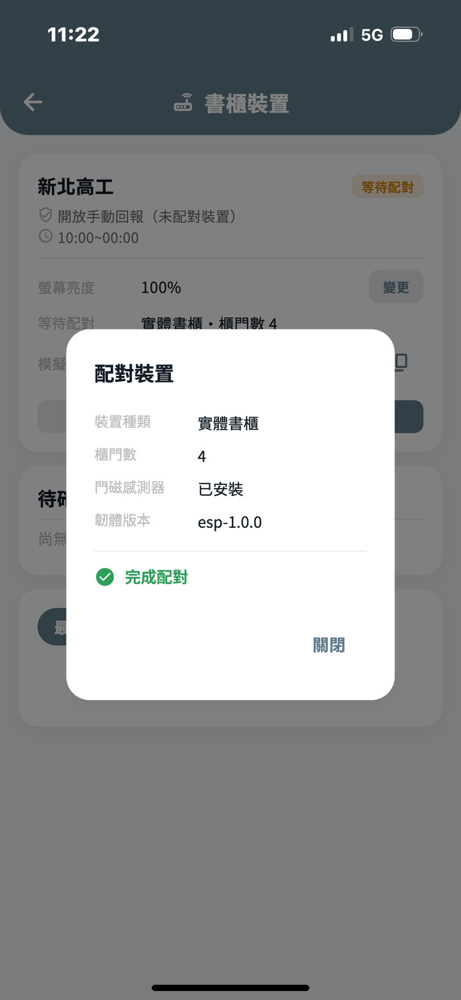 11:22
5G
書櫃裝置
新北高工
等待配對
開放手動回報（未配對裝置）
10:00~00:00
螢幕亮度
100%
變更
等待配對
實體書櫃・櫃門數 4
模擬
配對裝置
裝置種類
實體書櫃
櫃門數
4
門磁感測器
已安裝
韌體版本
esp-1.0.0
完成配對
關閉
待
尚無
最